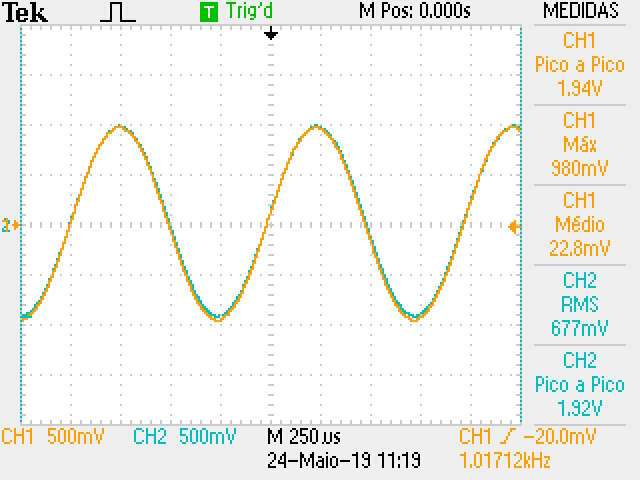 Tek T Trig'd M Pos: 0.000s MEDIDAS
CH1
Pico a Pico
1.94V
CH1
Máx
980mV
CH1
Médio
22.8mV
CH2
RMS
677mV
CH2
Pico a Pico
1.92V
CH1 500mV CH2 500mV M 250µs CH1 -20.0mV
24-Maio-19 11:19 1.01712kHz